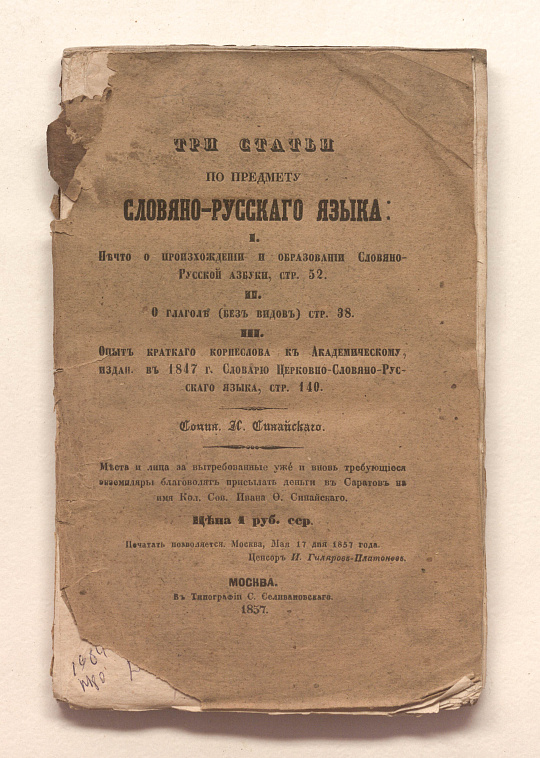 ТРИ СТАТЬИ
ПО ПРЕДМЕТУ
СЛОВЯНО-РУССКАГО ЯЗЫКА:
I.
Нѣчто о произхожденіи и образованіи Словяно-
Русской азбуки, стр. 52.
II.
О глаголѣ (безъ видовъ) стр. 38.
III.
Опытъ краткаго корнеслова къ Академическому,
издан. въ 1847 г. Словарю Церковно-Словяно-Рус-
скаго языка, стр. 140.
Сочин. И. Синайскаго.
Мѣста и лица за вытребованные уже́ и вновь требующіеся
экземпляры благоволятъ присылать деньги въ Саратовъ на
имя Кол. Сов. Ивана Ѳ. Синайскаго.
Цѣна 1 руб. сер.
Печатать позволяется. Москва, Мая 17 дня 1857 года.
Ценсоръ Н. Гиляровъ-Платоновъ.
МОСКВА.
Въ Типографіи С. Селивановскаго.
1857.